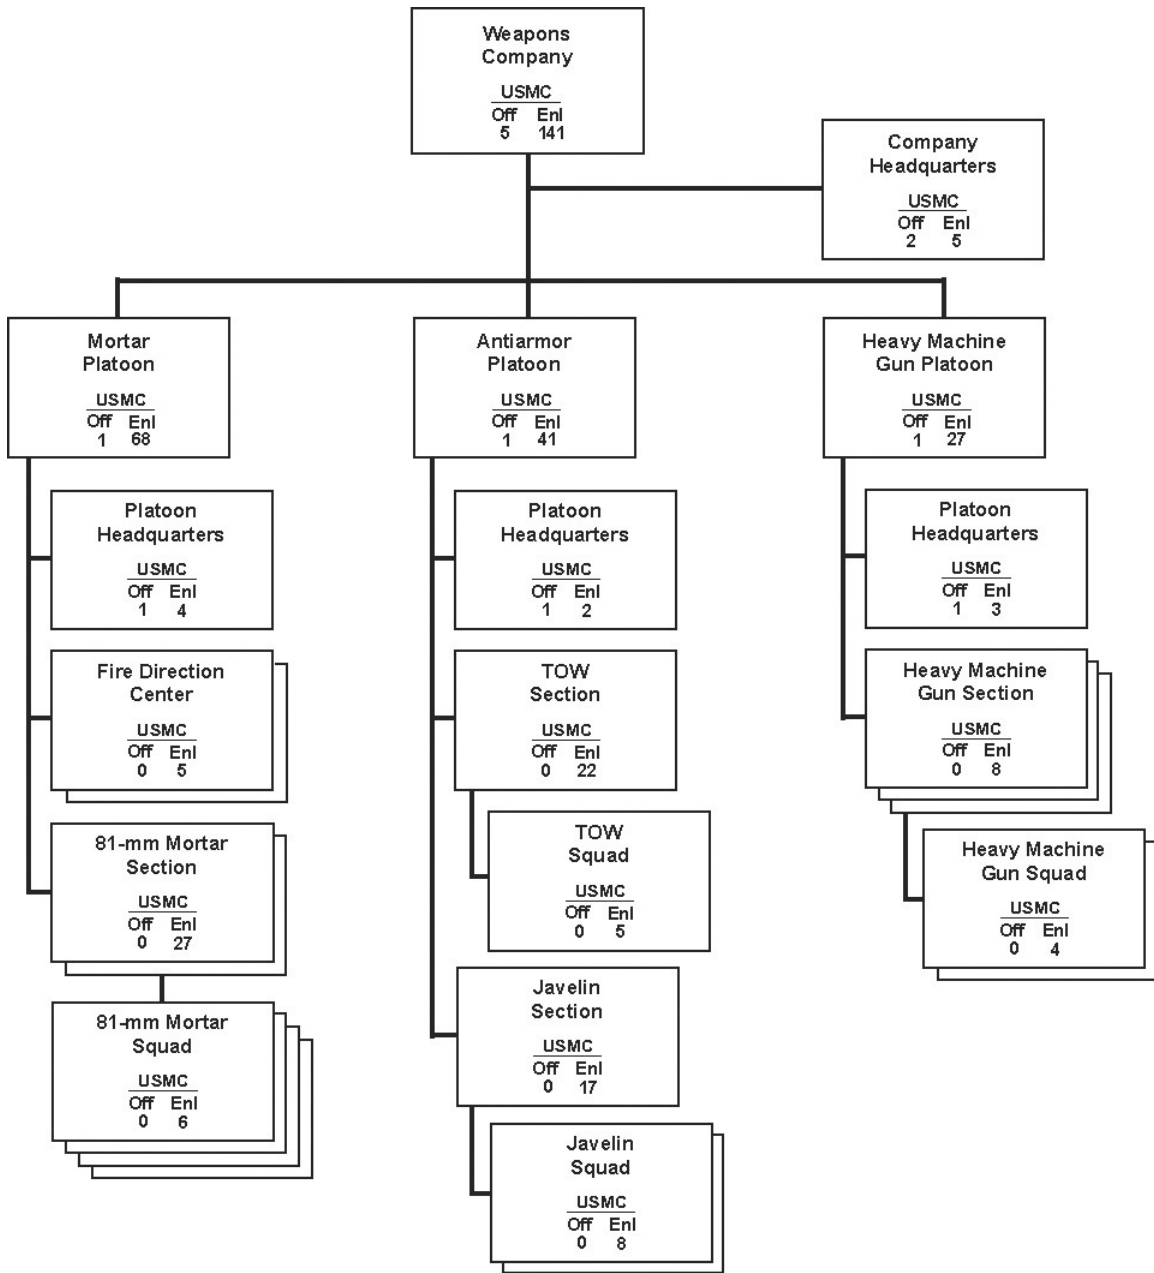 Weapons
Company
USMC
Off Enl
5 141
Company
Headquarters
USMC
Off Enl
2 5
Mortar
Platoon
USMC
Off Enl
1 68
Platoon
Headquarters
USMC
Off Enl
1 4
Fire Direction
Center
USMC
Off Enl
0 5
81-mm Mortar
Section
USMC
Off Enl
0 27
81-mm Mortar
Squad
USMC
Off Enl
0 6
Antiarmor
Platoon
USMC
Off Enl
1 41
Platoon
Headquarters
USMC
Off Enl
1 2
TOW
Section
USMC
Off Enl
0 22
TOW
Squad
USMC
Off Enl
0 5
Javelin
Section
USMC
Off Enl
0 17
Javelin
Squad
USMC
Off Enl
0 8
Heavy Machine
Gun Platoon
USMC
Off Enl
1 27
Platoon
Headquarters
USMC
Off Enl
1 3
Heavy Machine
Gun Section
USMC
Off Enl
0 8
Heavy Machine
Gun Squad
USMC
Off Enl
0 4